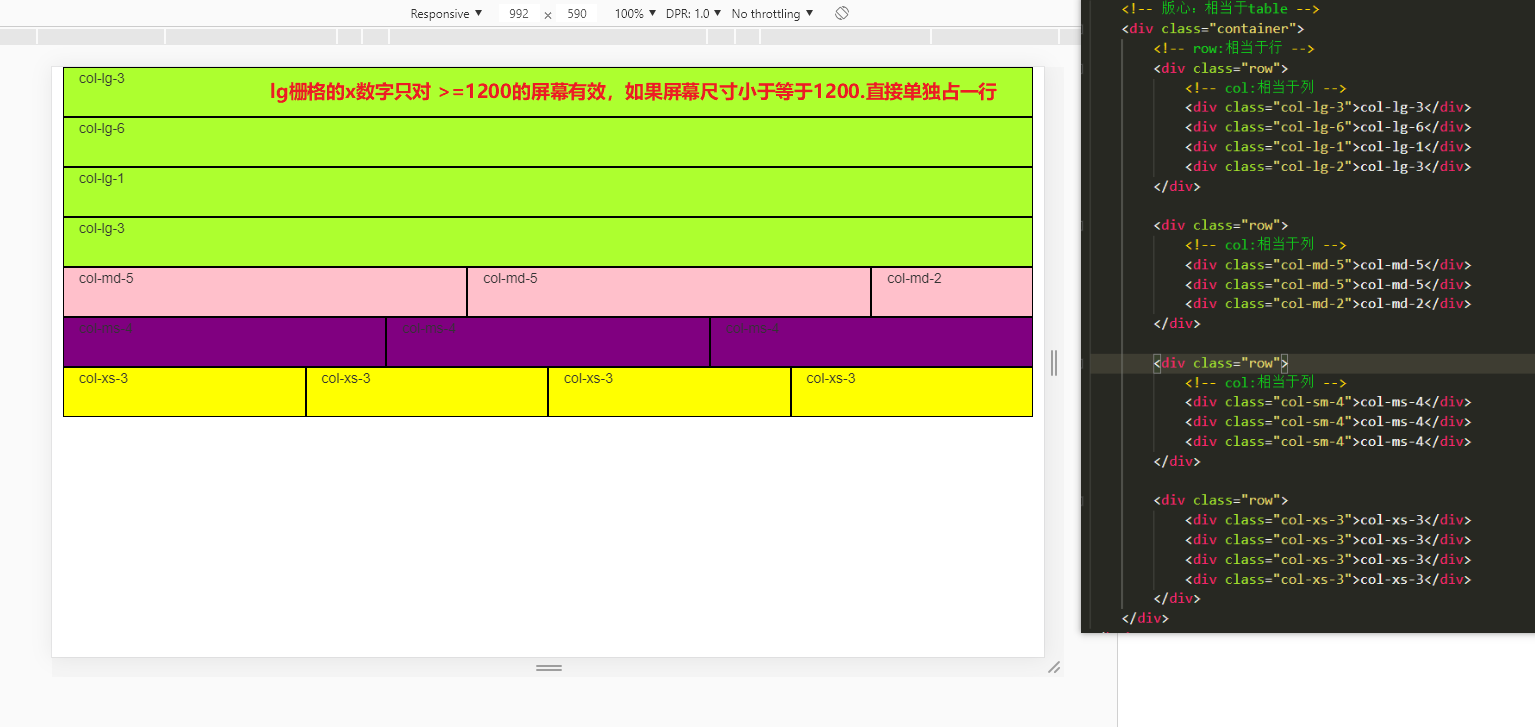 Responsive ▼ 992 × 590 100% ▼ DPR: 1.0 ▼ No throttling ▼
col-lg-3
lg栅格的x数字只对 >=1200的屏幕有效，如果屏幕尺寸小于等于1200.直接单独占一行
col-lg-6
col-lg-1
col-lg-3
col-md-5 col-md-5 col-md-2
col-ms-4 col-ms-4 col-ms-4
col-xs-3 col-xs-3 col-xs-3 col-xs-3
<!-- 版心：相当于table -->
<div class="container">
<!-- row:相当于行 -->
<div class="row">
<!-- col:相当于列 -->
<div class="col-lg-3">col-lg-3</div>
<div class="col-lg-6">col-lg-6</div>
<div class="col-lg-1">col-lg-1</div>
<div class="col-lg-2">col-lg-3</div>
</div>
<div class="row">
<!-- col:相当于列 -->
<div class="col-md-5">col-md-5</div>
<div class="col-md-5">col-md-5</div>
<div class="col-md-2">col-md-2</div>
</div>
<div class="row">
<!-- col:相当于列 -->
<div class="col-sm-4">col-ms-4</div>
<div class="col-sm-4">col-ms-4</div>
<div class="col-sm-4">col-ms-4</div>
</div>
<div class="row">
<div class="col-xs-3">col-xs-3</div>
<div class="col-xs-3">col-xs-3</div>
<div class="col-xs-3">col-xs-3</div>
<div class="col-xs-3">col-xs-3</div>
</div>
</div>